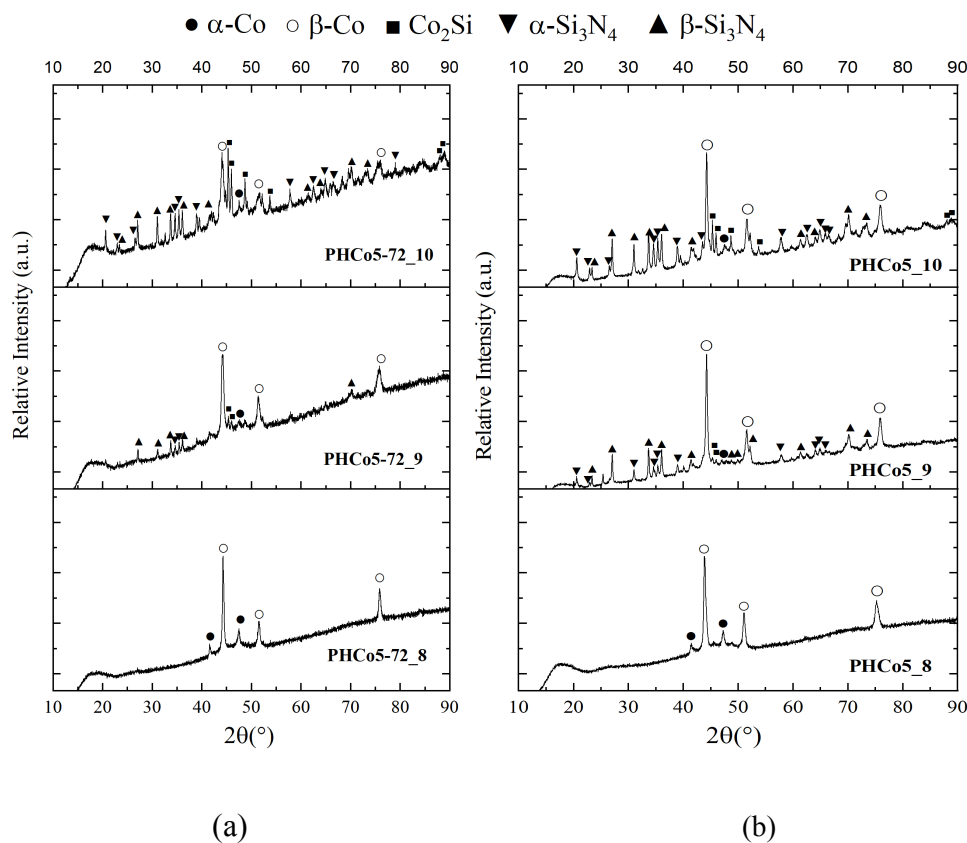 ● α-Co ○ β-Co ■ Co₂Si ▼ α-Si₃N₄ ▲ β-Si₃N₄
10 20 30 40 50 60 70 80 90
Relative Intensity (a.u.)
PHCo5-72_10
PHCo5-72_9
PHCo5-72_8
10 20 30 40 50 60 70 80 90
2θ(°)
(a)
10 20 30 40 50 60 70 80 90
Relative Intensity (a.u.)
PHCo5_10
PHCo5_9
PHCo5_8
10 20 30 40 50 60 70 80 90
2θ(°)
(b)